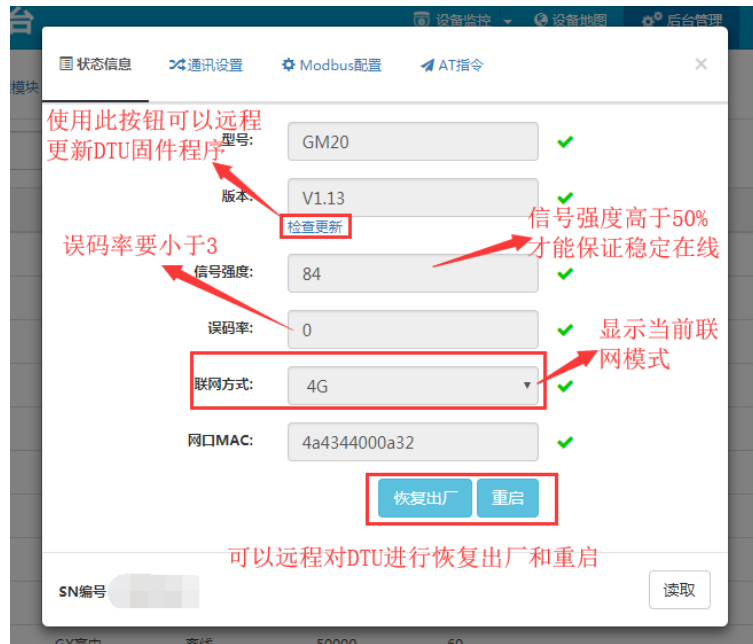 台
设备监控 设备地图 后台管理
模块
状态信息 通讯设置 Modbus配置 AT指令 ×
使用此按钮可以远程
更新DTU固件程序
型号: GM20
版本: V1.13
检查更新
信号强度高于50%
才能保证稳定在线
误码率要小于3
信号强度: 84
误码率: 0
显示当前联
网模式
联网方式: 4G
网口MAC: 4a4344000a32
恢复出厂 重启
可以远程对DTU进行恢复出厂和重启
SN编号 读取
50000 60